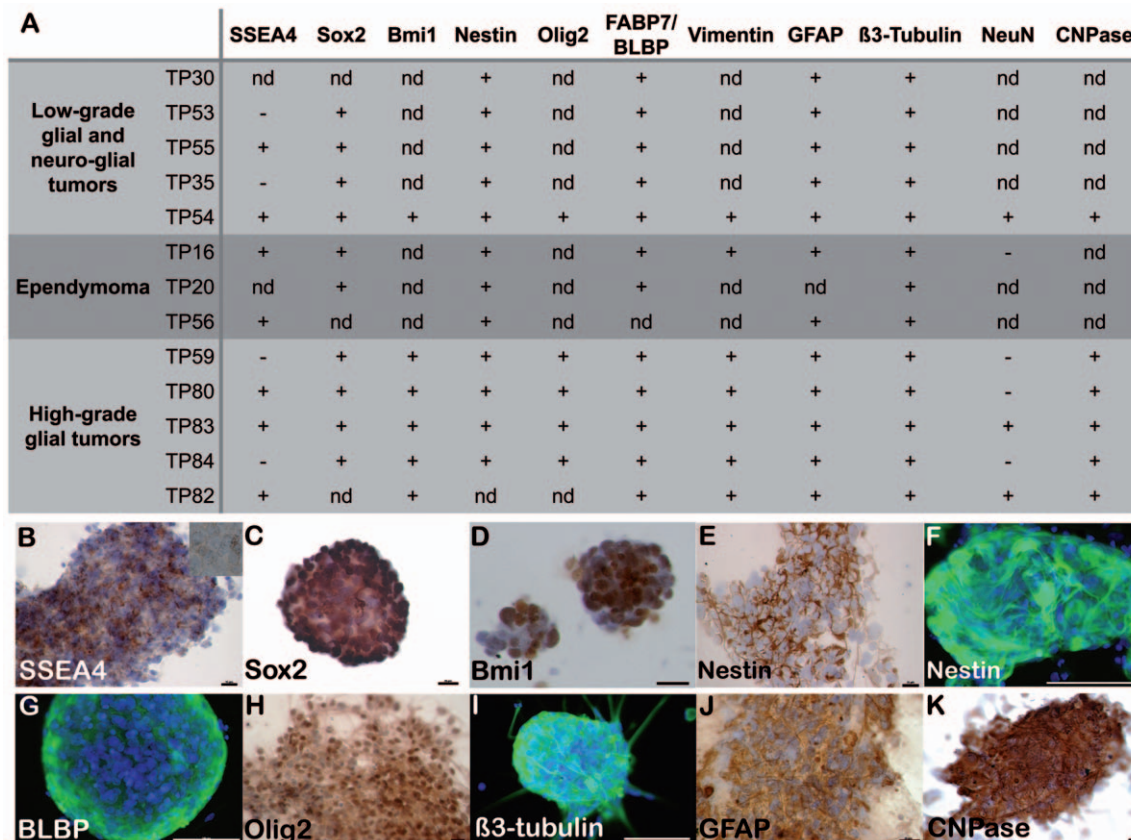 A
SSEA4 Sox2 Bmi1 Nestin Olig2 FABP7/BLBP Vimentin GFAP ß3-Tubulin NeuN CNPase
Low-grade glial and neuro-glial tumors
TP30 nd nd nd + nd + nd + + nd nd
TP53 - + nd + nd + nd + + nd nd
TP55 + + nd + nd + nd + + nd nd
TP35 - + nd + nd + nd + + nd nd
TP54 + + + + + + + + + + +
Ependymoma
TP16 + + nd + nd + + + + - nd
TP20 nd + nd + nd + nd nd + nd nd
TP56 + nd nd + nd nd nd + + nd nd
High-grade glial tumors
TP59 - + + + + + + + + - +
TP80 + + + + + + + + + - +
TP83 + + + + + + + + + + +
TP84 - + + + + + + + + - +
TP82 + nd + nd nd + + + + + +
B SSEA4
C Sox2
D Bmi1
E Nestin
F Nestin
G BLBP
H Olig2
I ß3-tubulin
J GFAP
K CNPase